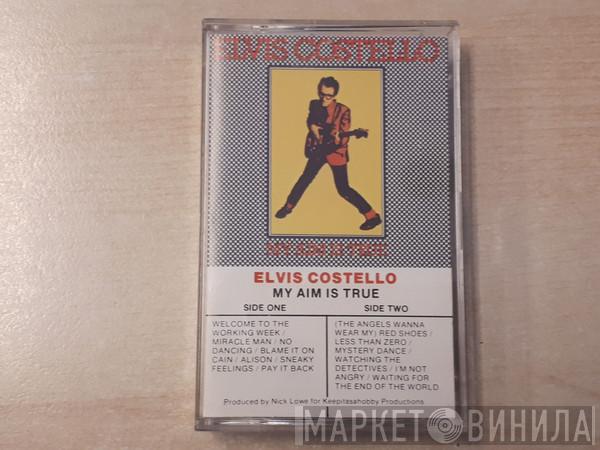 ELVIS COSTELLO
MY AIM IS TRUE
ELVIS COSTELLO
MY AIM IS TRUE
SIDE ONE
WELCOME TO THE
WORKING WEEK /
MIRACLE MAN / NO
DANCING / BLAME IT ON
CAIN / ALISON / SNEAKY
FEELINGS / PAY IT BACK
SIDE TWO
(THE ANGELS WANNA
WEAR MY) RED SHOES /
LESS THAN ZERO /
MYSTERY DANCE /
WATCHING THE
DETECTIVES / I'M NOT
ANGRY / WAITING FOR
THE END OF THE WORLD
Produced by Nick Lowe for Keepitasahobby Productions
МАРКЕТ ВИНИЛА